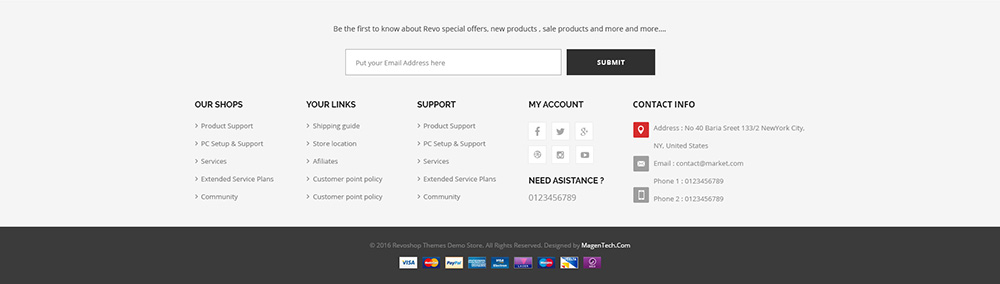 Be the first to know about Revo special offers, new products , sale products and more and more....
Put your Email Address here
SUBMIT
OUR SHOPS
Product Support
PC Setup & Support
Services
Extended Service Plans
Community
YOUR LINKS
Shipping guide
Store location
Afiliates
Customer point policy
Customer point policy
SUPPORT
Product Support
PC Setup & Support
Services
Extended Service Plans
Community
MY ACCOUNT
NEED ASISTANCE ?
0123456789
CONTACT INFO
Address : No 40 Baria Sreet 133/2 NewYork City,
NY, United States
Email : contact@market.com
Phone 1 : 0123456789
Phone 2 : 0123456789
© 2016 Revoshop Themes Demo Store. All Rights Reserved. Designed by MagenTech.Com
VISA
MasterCard
PayPal